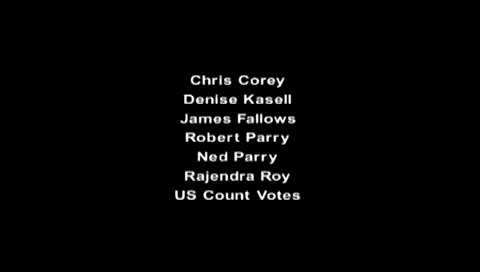 Chris Corey
Denise Kasell
James Fallows
Robert Parry
Ned Parry
Rajendra Roy
US Count Votes